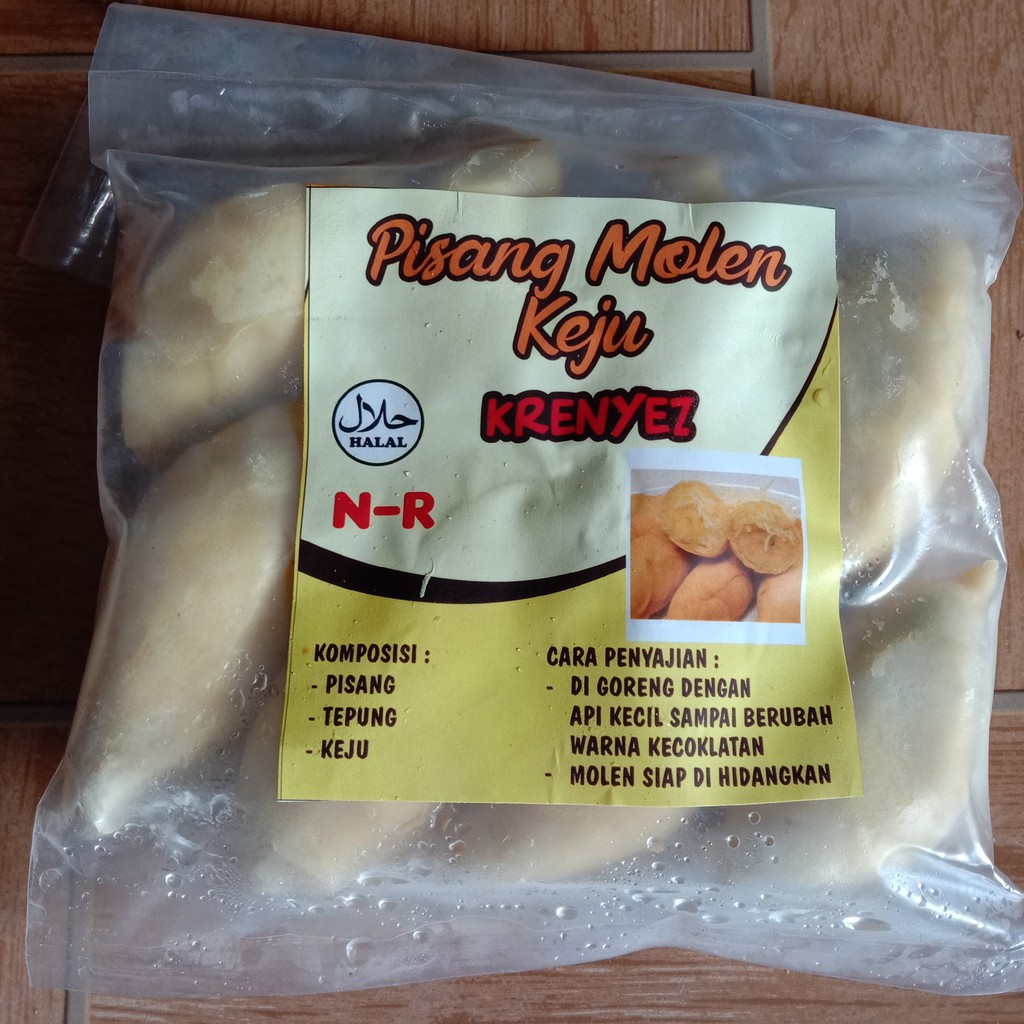 Pisang Molen
Keju
KRENYEZ
حلال
HALAL
N-R
KOMPOSISI :
- PISANG
- TEPUNG
- KEJU
CARA PENYAJIAN :
- DI GORENG DENGAN
API KECIL SAMPAI BERUBAH
WARNA KECOKLATAN
- MOLEN SIAP DI HIDANGKAN